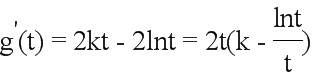 g'(t) = 2kt - 2lnt = 2t(k - lnt/t)